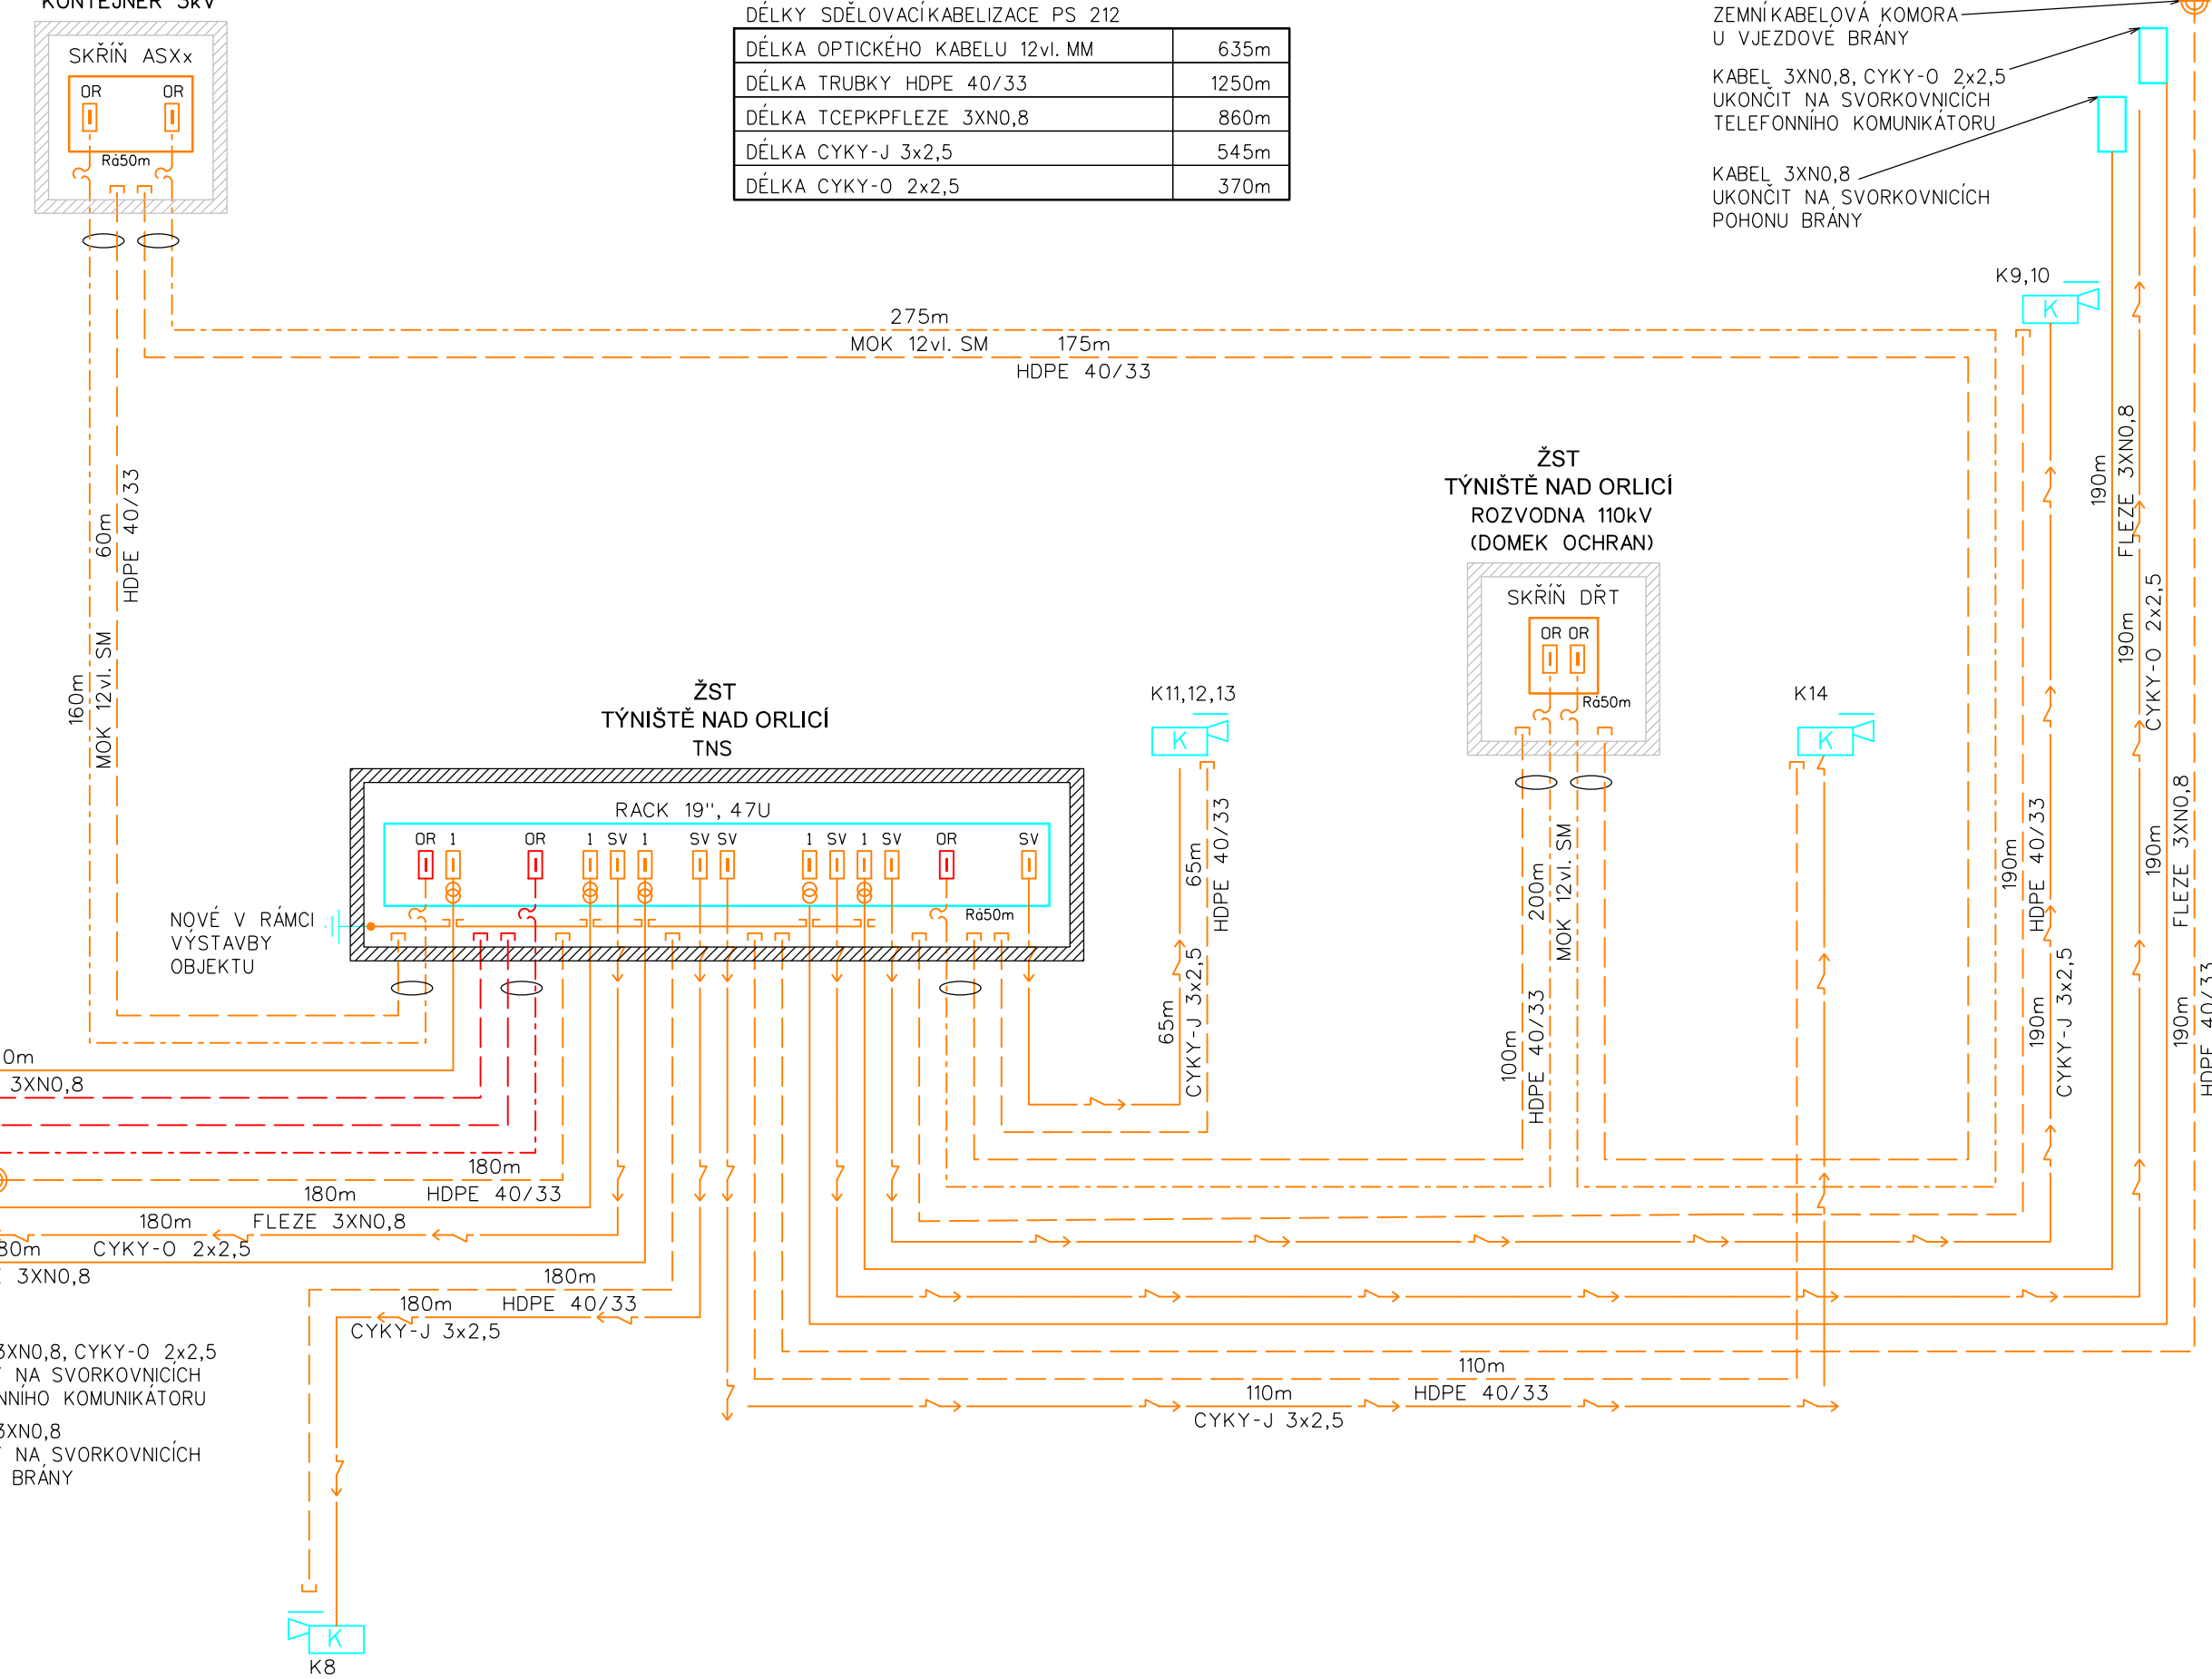 KONTEJNER 3kV
SKŘÍŇ ASXx
OR OR
Rá50m
DÉLKY SDĚLOVACÍ KABELIZACE PS 212
DÉLKA OPTICKÉHO KABELU 12vl. MM 635m
DÉLKA TRUBKY HDPE 40/33 1250m
DÉLKA TCEPKPFLEZE 3XN0,8 860m
DÉLKA CYKY-J 3x2,5 545m
DÉLKA CYKY-O 2x2,5 370m
ZEMNÍ KABELOVÁ KOMORA
U VJEZDOVÉ BRÁNY
KABEL 3XN0,8, CYKY-O 2x2,5
UKONČIT NA SVORKOVNICÍCH
TELEFONNÍHO KOMUNIKÁTORU
KABEL 3XN0,8
UKONČIT NA SVORKOVNICÍCH
POHONU BRÁNY
K9,10
K
275m
MOK 12vl. SM 175m
HDPE 40/33
60m
HDPE 40/33
160m
MOK 12vl. SM
ŽST
TÝNIŠTĚ NAD ORLICÍ
ROZVODNA 110kV
(DOMEK OCHRAN)
SKŘÍŇ DŘT
OR OR
Rá50m
190m
FLEZE 3XN0,8
190m
CYKY-O 2x2,5
190m
FLEZE 3XN0,8
190m
HDPE 40/33
190m
HDPE 40/33
190m
CYKY-J 3x2,5
ŽST
TÝNIŠTĚ NAD ORLICÍ
TNS
RACK 19'', 47U
OR 1 OR 1 SV 1 SV SV 1 SV 1 SV OR SV
Rá50m
NOVÉ V RÁMCI
VÝSTAVBY
OBJEKTU
K11,12,13
K
65m
HDPE 40/33
65m
CYKY-J 3x2,5
K14
K
200m
MOK 12vl. SM
100m
HDPE 40/33
0m
3XN0,8
180m
180m HDPE 40/33
180m FLEZE 3XN0,8
80m CYKY-O 2x2,5
3XN0,8
180m
180m HDPE 40/33
CYKY-J 3x2,5
3XN0,8, CYKY-O 2x2,5
NA SVORKOVNICÍCH
NNÍHO KOMUNIKÁTORU
3XN0,8
NA SVORKOVNICÍCH
BRÁNY
110m
110m HDPE 40/33
CYKY-J 3x2,5
K
K8